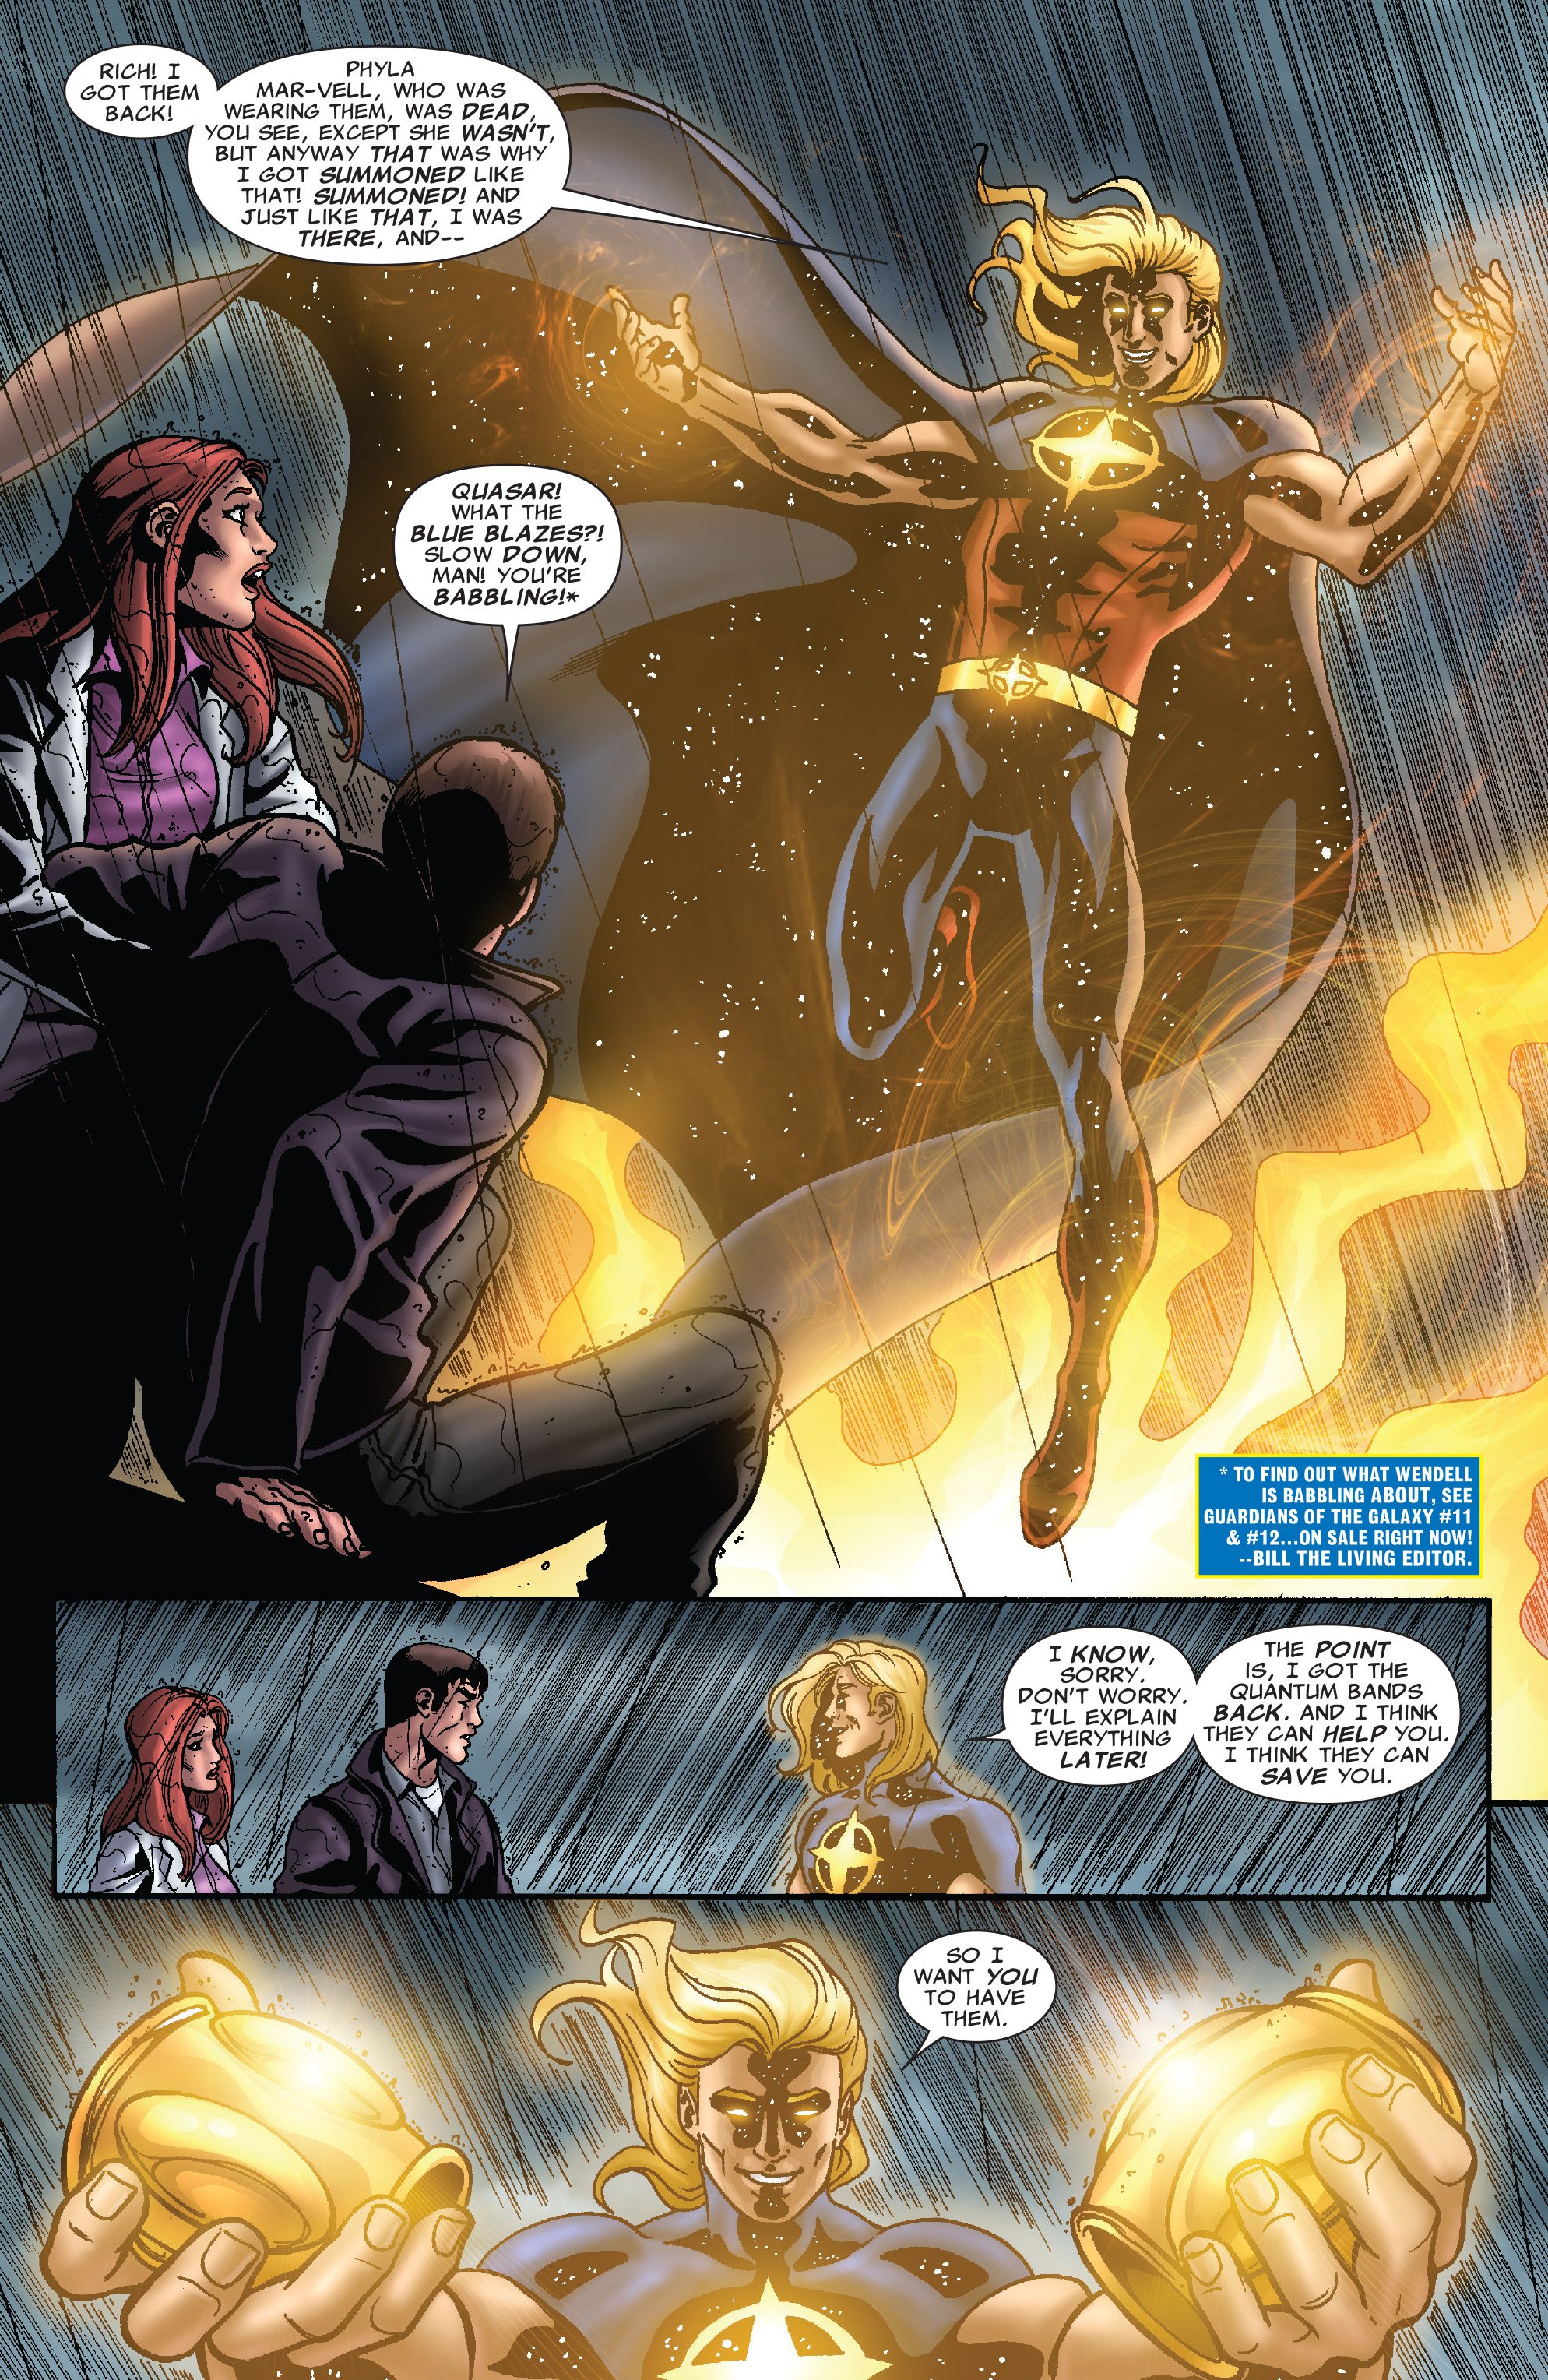 RICH! I
GOT THEM
BACK!
PHYLA
MAR-VELL, WHO WAS
WEARING THEM, WAS DEAD,
YOU SEE, EXCEPT SHE WASN'T,
BUT ANYWAY THAT WAS WHY
I GOT SUMMONED LIKE
THAT! SUMMONED! AND
JUST LIKE THAT, I WAS
THERE, AND--
QUASAR!
WHAT THE
BLUE BLAZES?!
SLOW DOWN,
MAN! YOU'RE
BABBLING!*
* TO FIND OUT WHAT WENDELL
IS BABBLING ABOUT, SEE
GUARDIANS OF THE GALAXY #11
& #12...ON SALE RIGHT NOW!
--BILL THE LIVING EDITOR.
I KNOW,
SORRY.
DON'T WORRY.
I'LL EXPLAIN
EVERYTHING
LATER!
THE POINT
IS, I GOT THE
QUANTUM BANDS
BACK. AND I THINK
THEY CAN HELP YOU.
I THINK THEY CAN
SAVE YOU.
SO I
WANT YOU
TO HAVE
THEM.